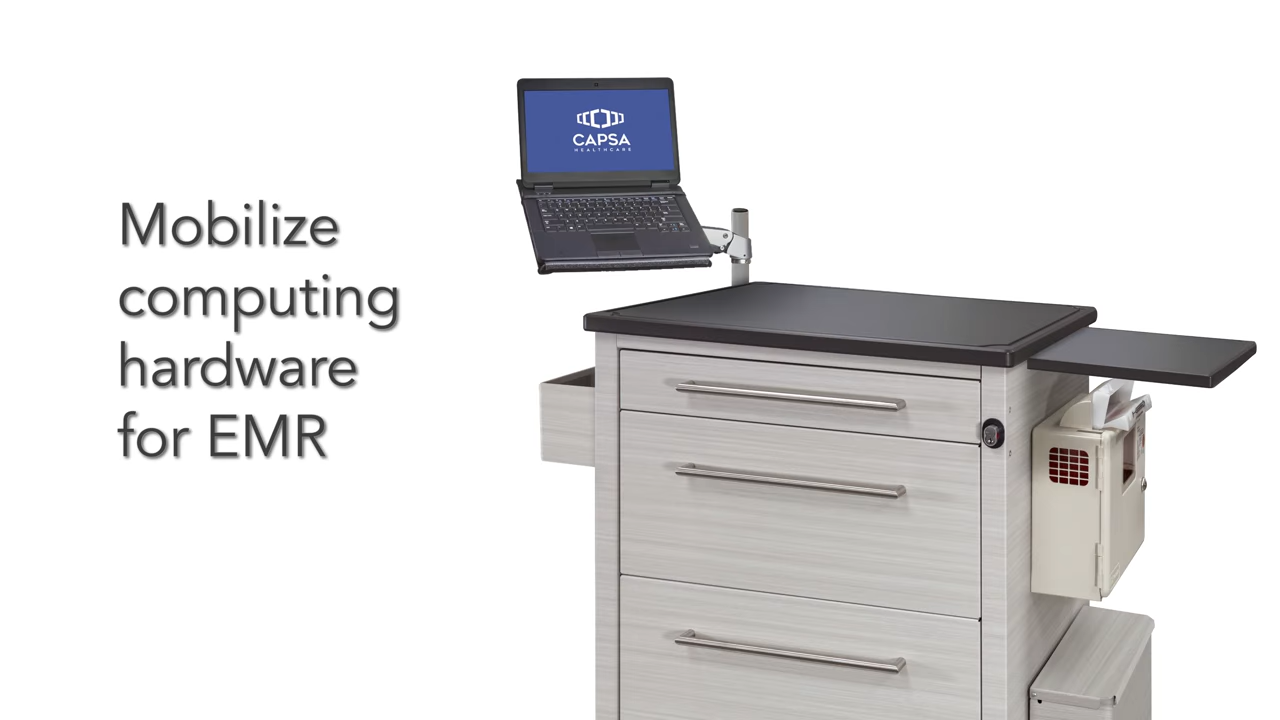 Mobilize
computing
hardware
for EMR
CAPSA
HEALTHCARE